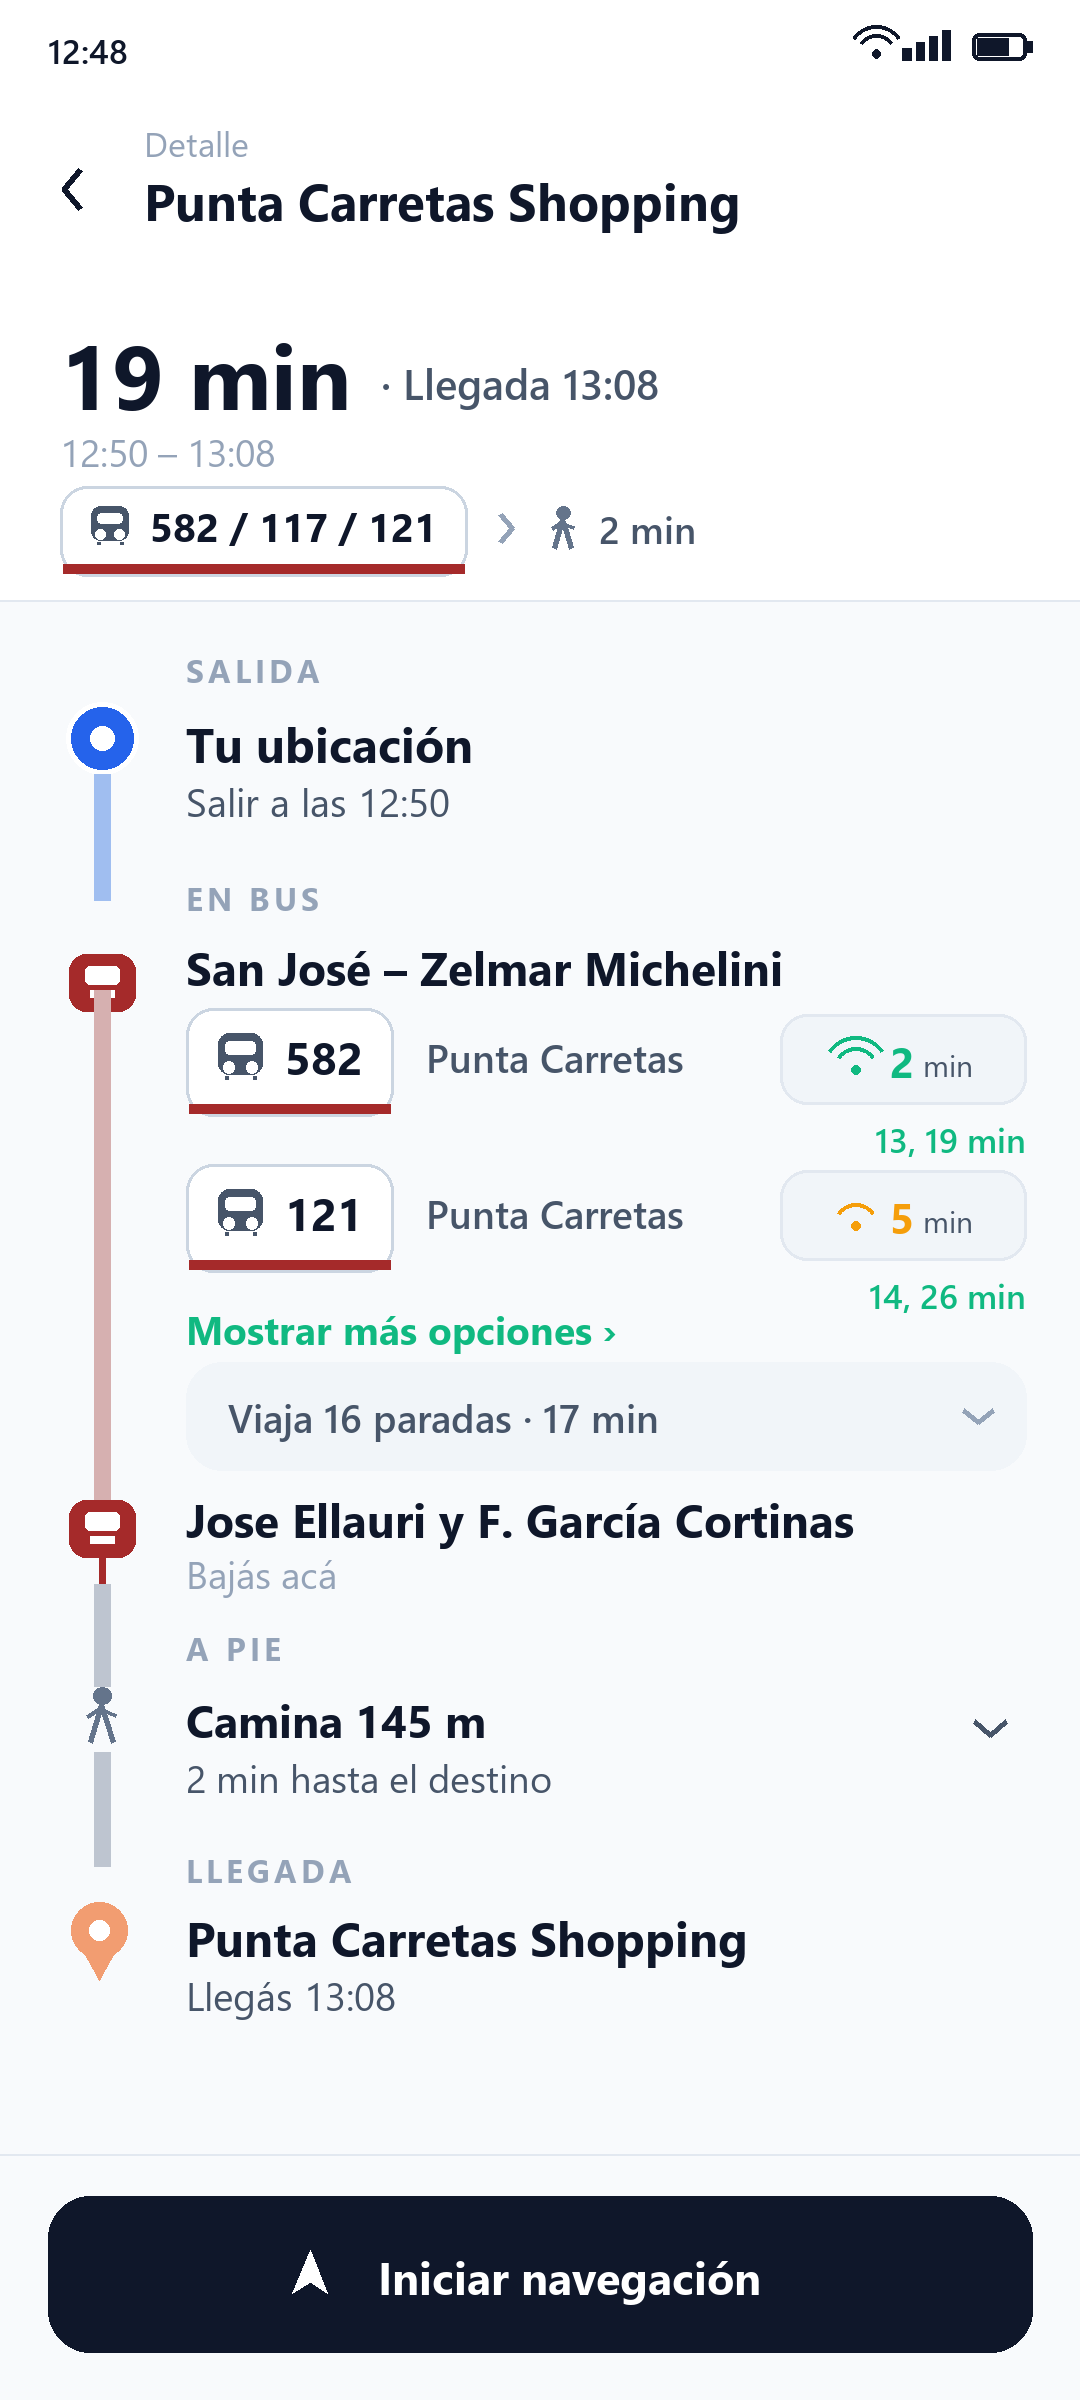 12:48
Detalle
Punta Carretas Shopping
19 min · Llegada 13:08
12:50 – 13:08
582 / 117 / 121 2 min
SALIDA
Tu ubicación
Salir a las 12:50
EN BUS
San José – Zelmar Michelini
582 Punta Carretas 2 min
13, 19 min
121 Punta Carretas 5 min
14, 26 min
Mostrar más opciones ›
Viaja 16 paradas · 17 min
Jose Ellauri y F. García Cortinas
Bajás acá
A PIE
Camina 145 m
2 min hasta el destino
LLEGADA
Punta Carretas Shopping
Llegás 13:08
Iniciar navegación